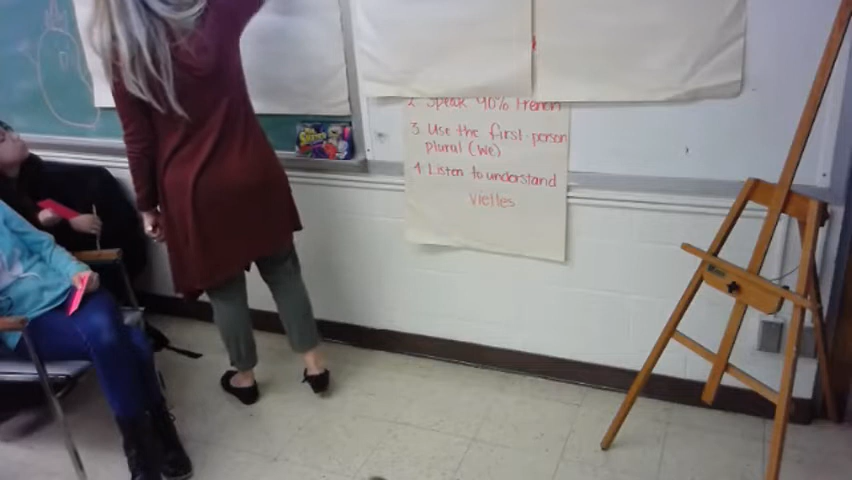 2. Speak 90% French
3. Use the first-person
plural (we)
4. Listen to understand
vielles